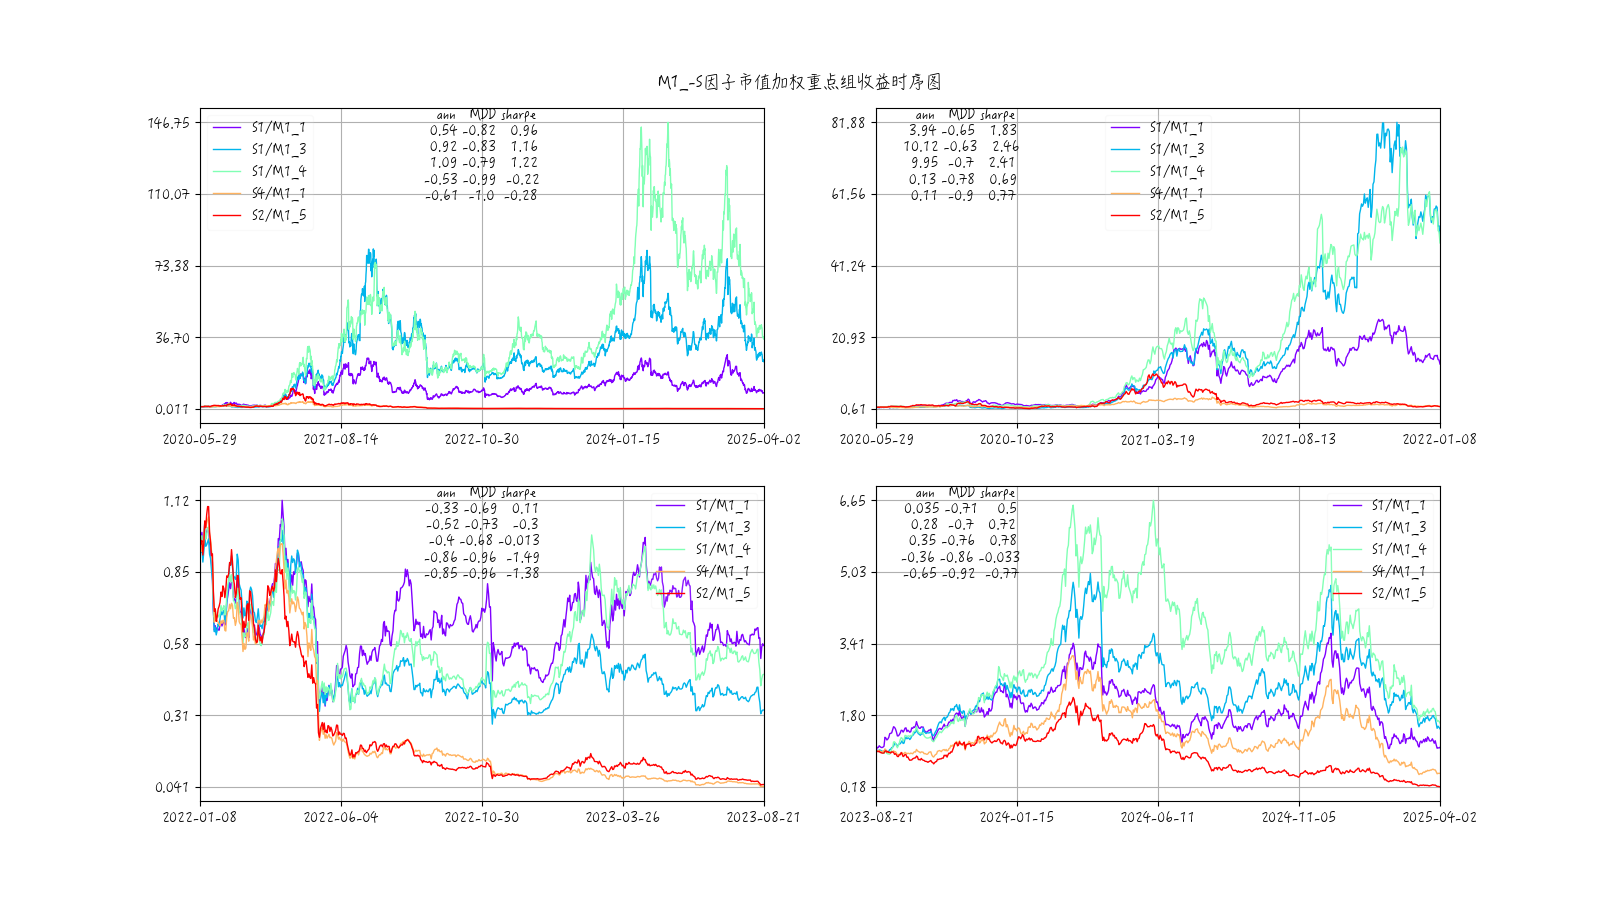 M1_-S因子市值加权重点组收益时序图
146.75
110.07
73.38
36.70
0.011
2020-05-29
2021-08-14
2022-10-30
2024-01-15
2025-04-02
S1/M1_1
S1/M1_3
S1/M1_4
S4/M1_1
S2/M1_5
ann MDD sharpe
0.54 -0.82 0.96
0.92 -0.83 1.16
1.09 -0.79 1.22
-0.53 -0.99 -0.22
-0.61 -1.0 -0.28
81.88
61.56
41.24
20.93
0.61
2020-05-29
2020-10-23
2021-03-19
2021-08-13
2022-01-08
ann MDD sharpe
3.94 -0.65 1.83
10.12 -0.63 2.46
9.95 -0.7 2.41
0.13 -0.78 0.69
0.11 -0.9 0.77
S1/M1_1
S1/M1_3
S1/M1_4
S4/M1_1
S2/M1_5
1.12
0.85
0.58
0.31
0.041
2022-01-08
2022-06-04
2022-10-30
2023-03-26
2023-08-21
ann MDD sharpe
-0.33 -0.69 0.11
-0.52 -0.73 -0.3
-0.4 -0.68 -0.013
-0.86 -0.96 -1.49
-0.85 -0.96 -1.38
S1/M1_1
S1/M1_3
S1/M1_4
S4/M1_1
S2/M1_5
6.65
5.03
3.41
1.80
0.18
2023-08-21
2024-01-15
2024-06-11
2024-11-05
2025-04-02
ann MDD sharpe
0.035 -0.71 0.5
0.28 -0.7 0.72
0.35 -0.76 0.78
-0.36 -0.86 -0.033
-0.65 -0.92 -0.77
S1/M1_1
S1/M1_3
S1/M1_4
S4/M1_1
S2/M1_5